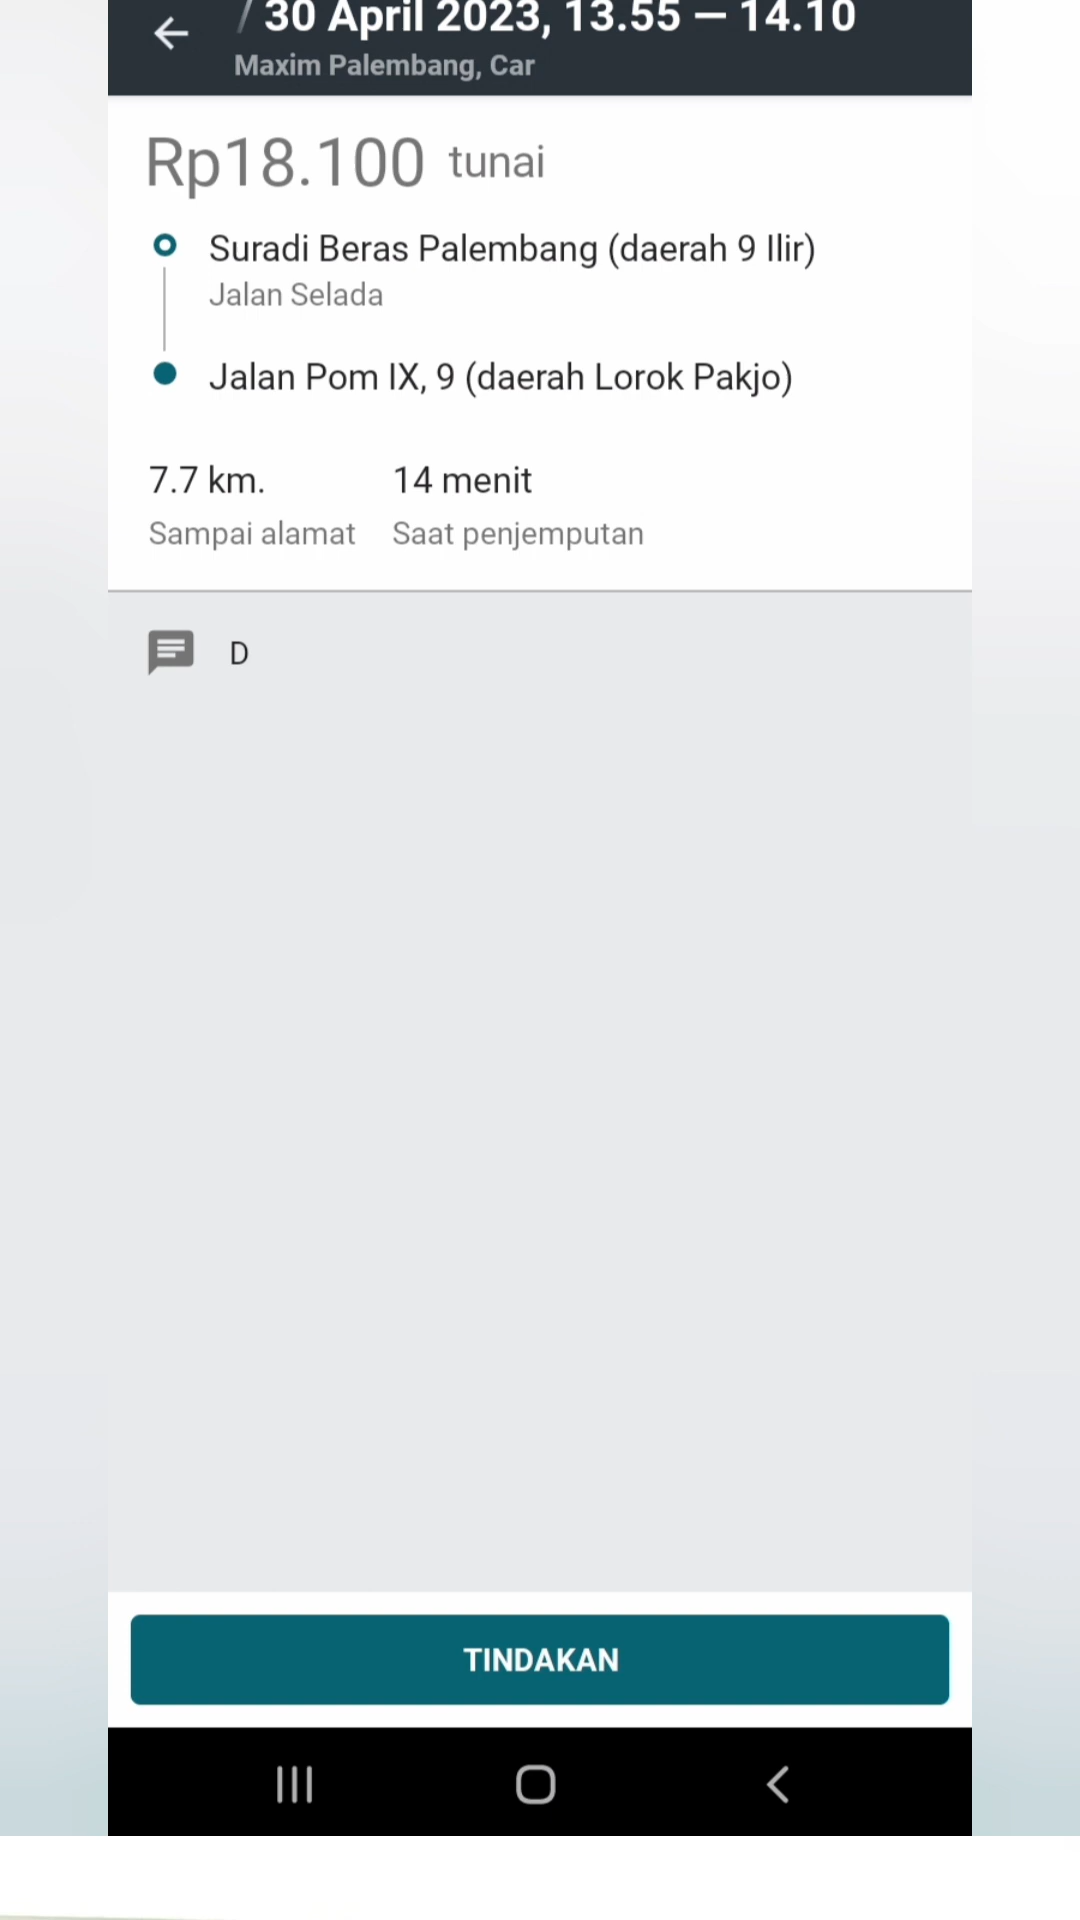 / 30 April 2023, 13.55 — 14.10
Maxim Palembang, Car
Rp18.100 tunai
Suradi Beras Palembang (daerah 9 Ilir)
Jalan Selada
Jalan Pom IX, 9 (daerah Lorok Pakjo)
7.7 km. 14 menit
Sampai alamat Saat penjemputan
D
TINDAKAN